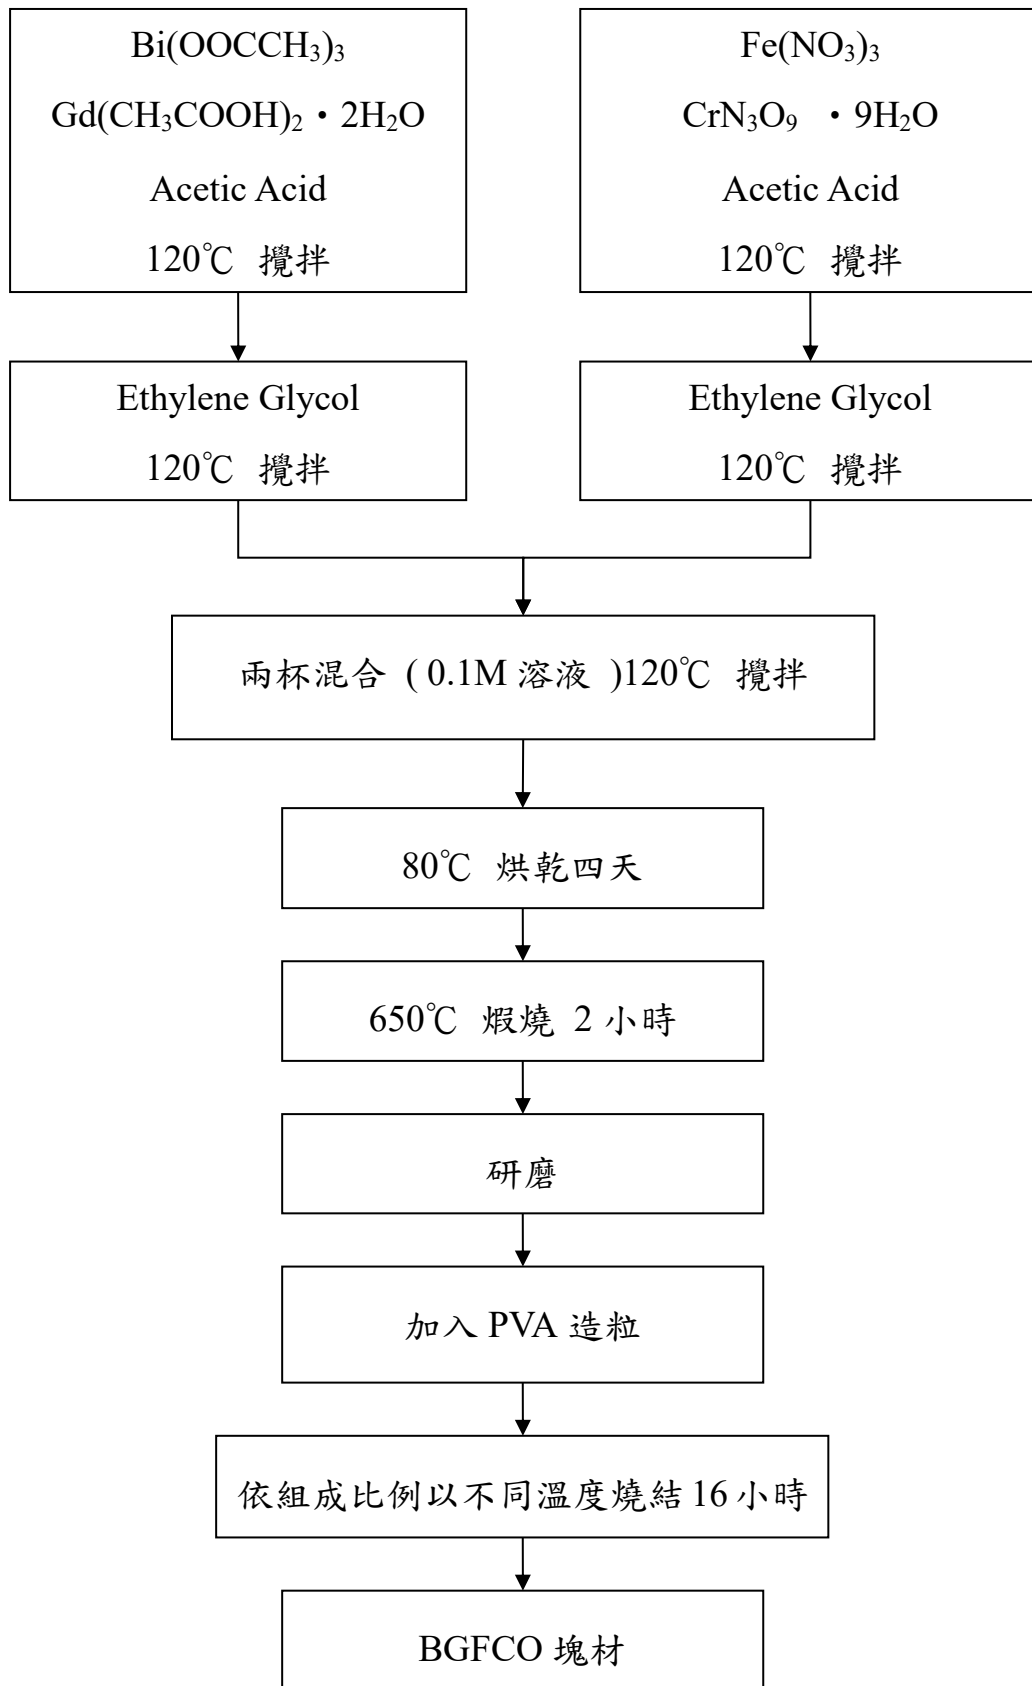 Bi(OOCCH₃)₃
Gd(CH₃COOH)₂・2H₂O
Acetic Acid
120℃ 攪拌
Fe(NO₃)₃
CrN₃O₉ ・9H₂O
Acetic Acid
120℃ 攪拌
Ethylene Glycol
120℃ 攪拌
Ethylene Glycol
120℃ 攪拌
兩杯混合 ( 0.1M 溶液 )120℃ 攪拌
80℃ 烘乾四天
650℃ 煆燒 2 小時
研磨
加入 PVA 造粒
依組成比例以不同溫度燒結 16 小時
BGFCO 塊材